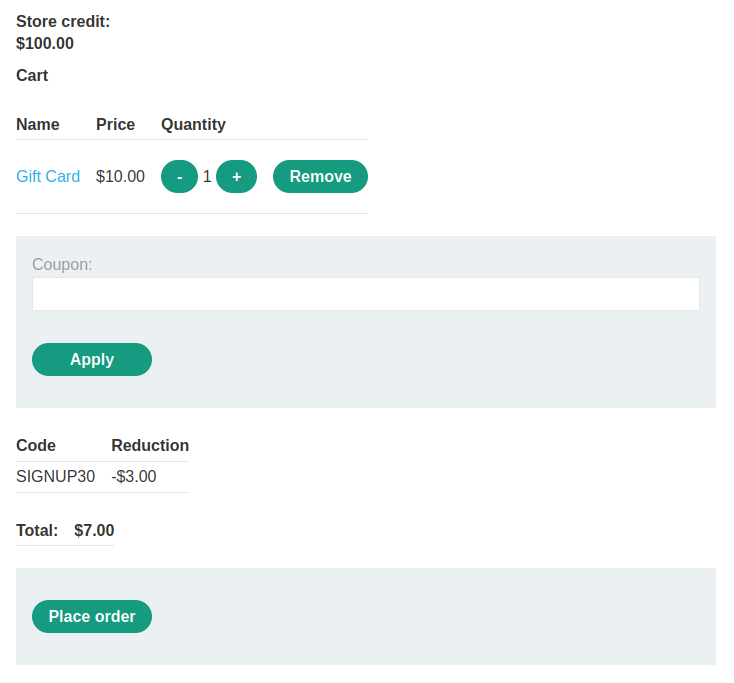 Store credit:
$100.00
Cart
Name Price Quantity
Gift Card $10.00 - 1 + Remove
Coupon:
Apply
Code Reduction
SIGNUP30 -$3.00
Total: $7.00
Place order